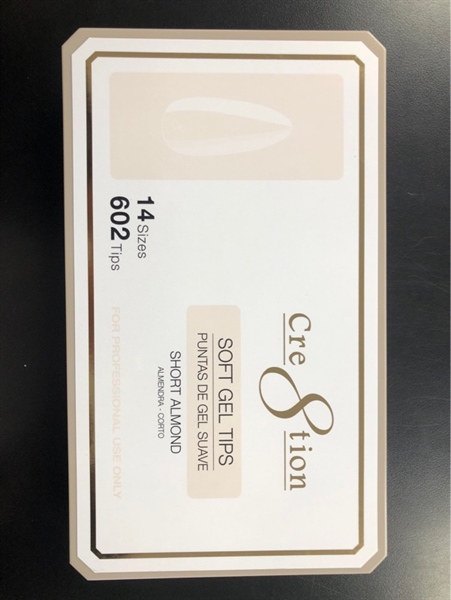 Cre8tion
SOFT GEL TIPS
PUNTAS DE GEL SUAVE
SHORT ALMOND
ALMENDRA - CORTO
14 Sizes
602 Tips
FOR PROFESSIONAL USE ONLY